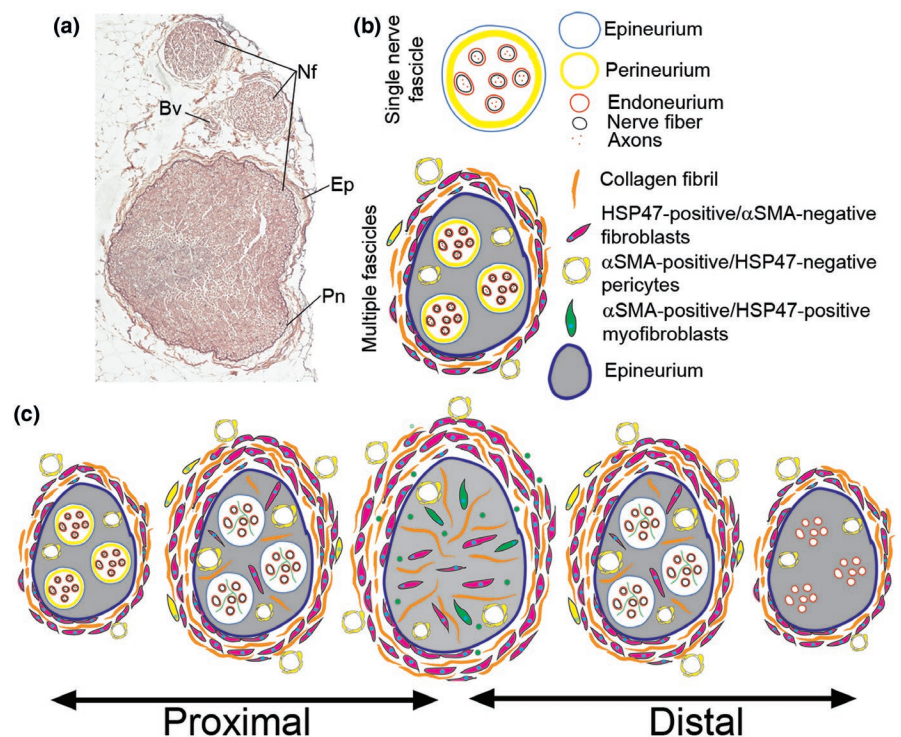 (a)
Nf
Bv
Ep
Pn
(b)
Single nerve
fascicle
Multiple fascicles
Epineurium
Perineurium
Endoneurium
Nerve fiber
Axons
Collagen fibril
HSP47-positive/αSMA-negative
fibroblasts
αSMA-positive/HSP47-negative
pericytes
αSMA-positive/HSP47-positive
myofibroblasts
Epineurium
(c)
Proximal
Distal